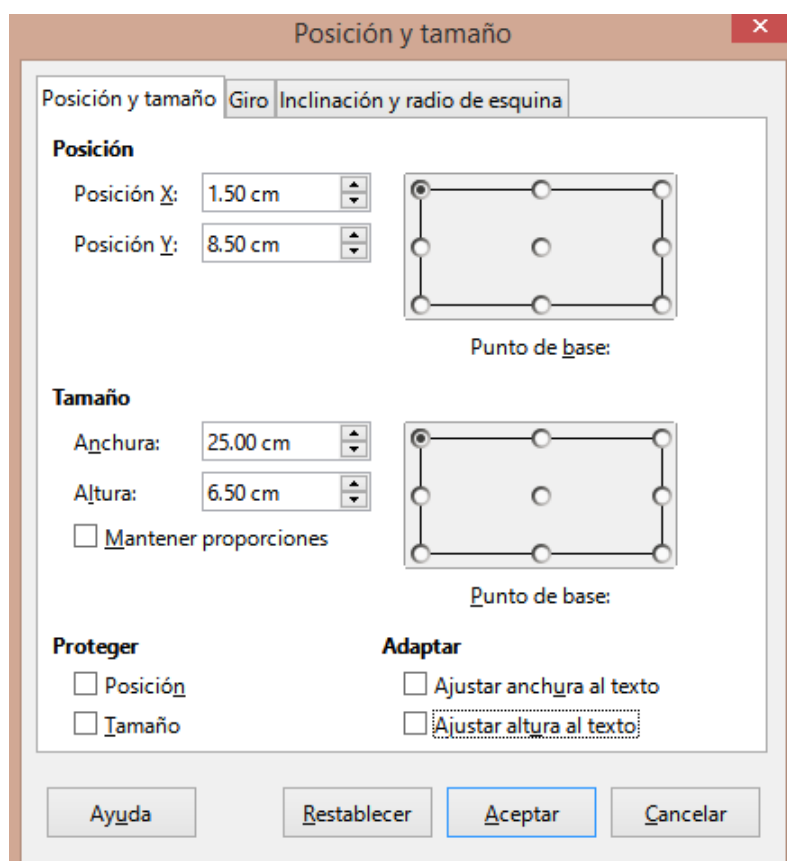 Posición y tamaño
Posición y tamaño Giro Inclinación y radio de esquina
Posición
Posición X: 1.50 cm
Posición Y: 8.50 cm
Punto de base:
Tamaño
Anchura: 25.00 cm
Altura: 6.50 cm
Mantener proporciones
Punto de base:
Proteger Adaptar
Posición Ajustar anchura al texto
Tamaño Ajustar altura al texto
Ayuda Restablecer Aceptar Cancelar